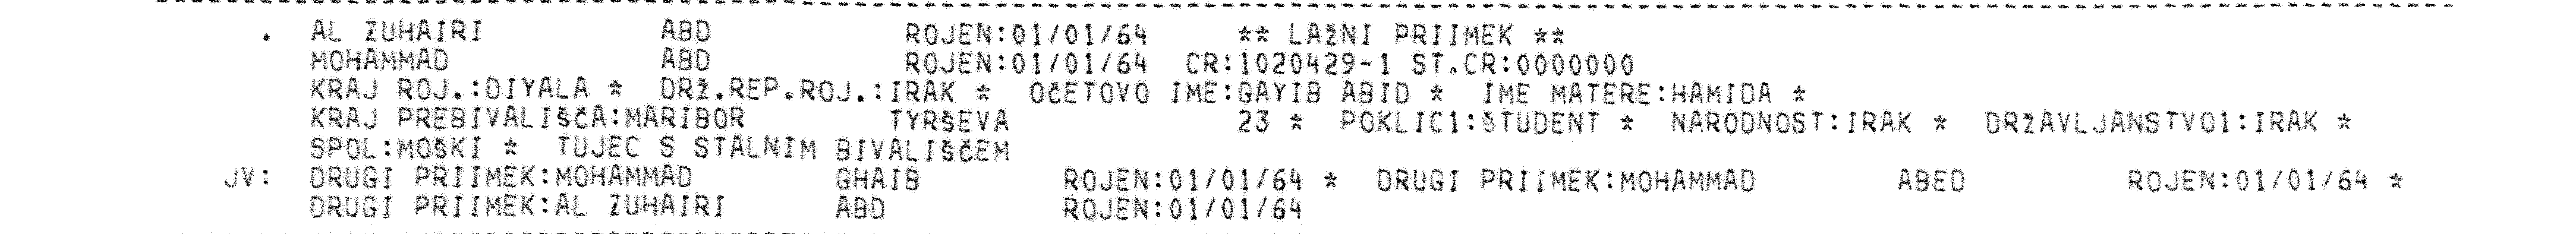 . AL ZUHAIRI ABD ROJEN:01/01/64 ** LAŽNI PRIIMEK **
MOHAMMAD ABD ROJEN:01/01/64 CR:1020429-1 ST.CR:0000000
KRAJ ROJ.:DIYALA * DRŽ.REP.ROJ.:IRAK * OČETOVO IME:GAYIB ABID * IME MATERE:HAMIDA *
KRAJ PREBIVALIŠČA:MARIBOR TYRŠEVA 23 * POKLIC1:ŠTUDENT * NARODNOST:IRAK * DRŽAVLJANSTVO1:IRAK *
SPOL:MOŠKI * TUJEC S STALNIM BIVALIŠČEM
JV: DRUGI PRIIMEK:MOHAMMAD GHAIB ROJEN:01/01/64 * DRUGI PRIIMEK:MOHAMMAD ABED ROJEN:01/01/64 *
DRUGI PRIIMEK:AL ZUHAIRI ABD ROJEN:01/01/64